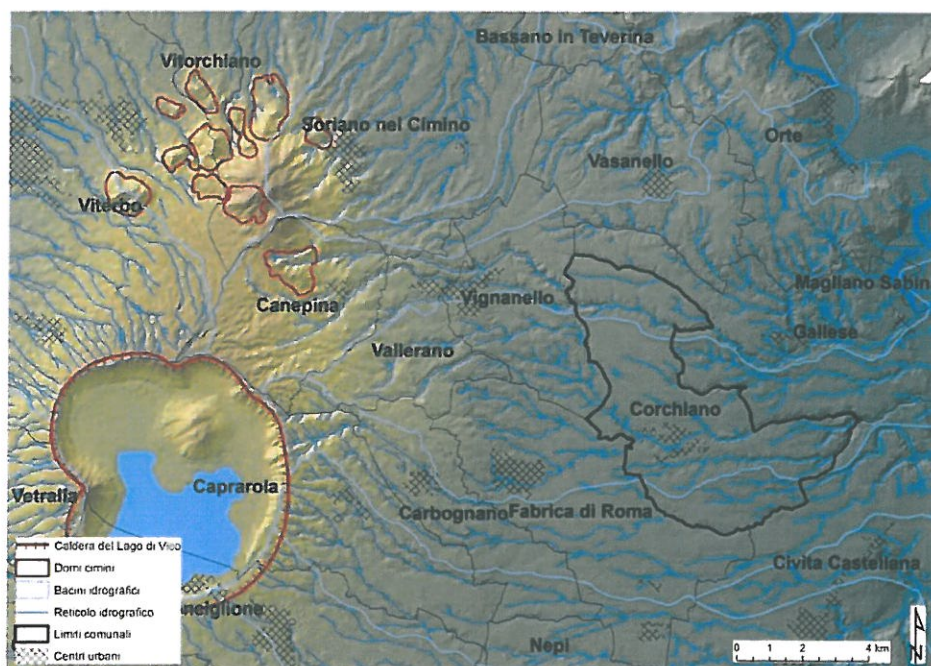 Bassano in Teverina
Vitorchiano
Soriano nel Cimino
Orte
Vasanello
Viterbo
Magliano Sabin
Canepina
Vignanello
Gallese
Vallerano
Corchiano
Vetralla
Caprarola
Carbognano
Fabrica di Roma
Civita Castellana
nciglione
Nepi
Caldera del Lago di Vico
Domi cimini
Bacini idrografici
Reticolo idrografico
Limiti comunali
Centri urbani
0 1 2 4 km
N